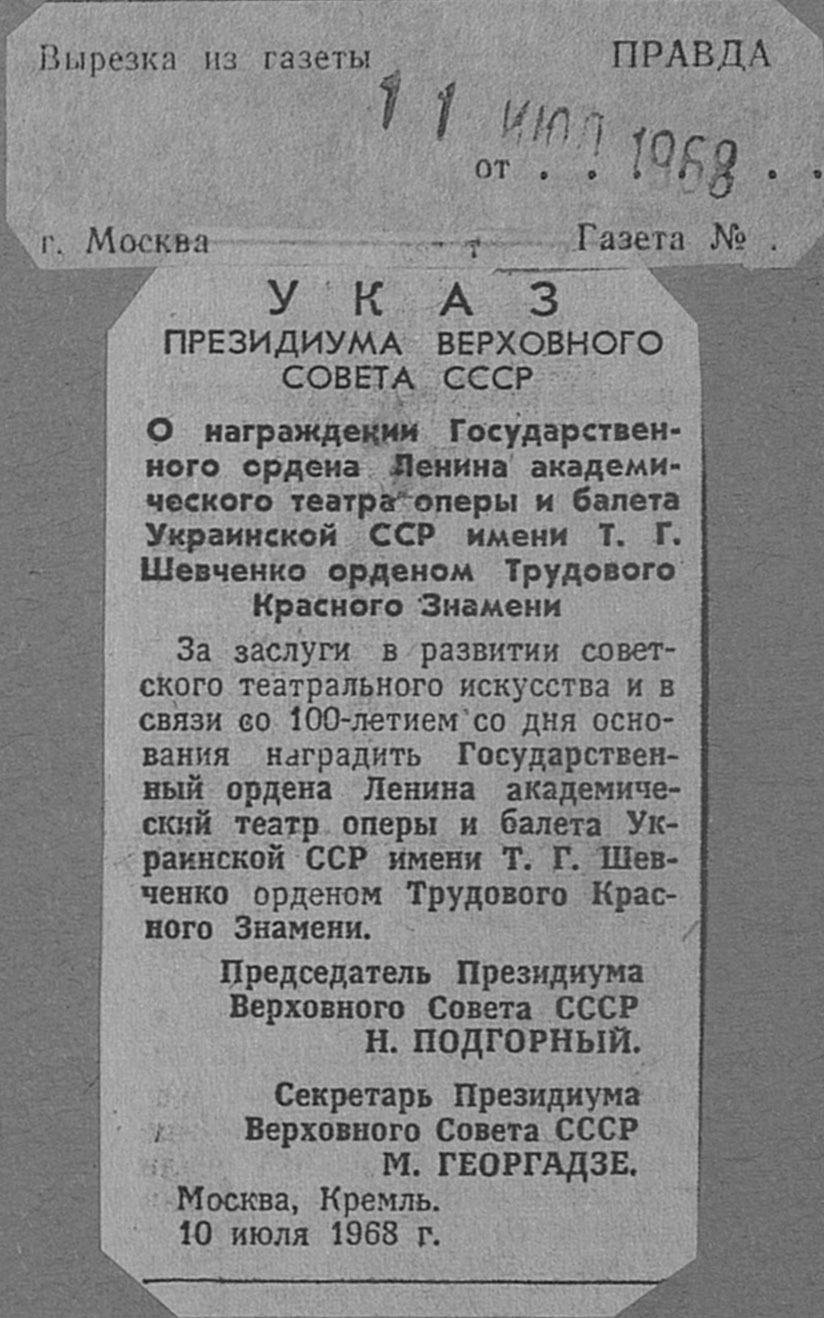 Вырезка из газеты ПРАВДА
11 ИЮЛ 1968
от . . . . . . .
г. Москва Газета № .
УКАЗ
ПРЕЗИДИУМА ВЕРХОВНОГО
СОВЕТА СССР
О награждении Государствен-
ного ордена Ленина академи-
ческого театра оперы и балета
Украинской ССР имени Т. Г.
Шевченко орденом Трудового
Красного Знамени
За заслуги в развитии совет-
ского театрального искусства и в
связи со 100-летием со дня осно-
вания наградить Государствен-
ный ордена Ленина академиче-
ский театр оперы и балета Ук-
раинской ССР имени Т. Г. Шев-
ченко орденом Трудового Крас-
ного Знамени.
Председатель Президиума
Верховного Совета СССР
Н. ПОДГОРНЫЙ.
Секретарь Президиума
Верховного Совета СССР
М. ГЕОРГАДЗЕ.
Москва, Кремль.
10 июля 1968 г.